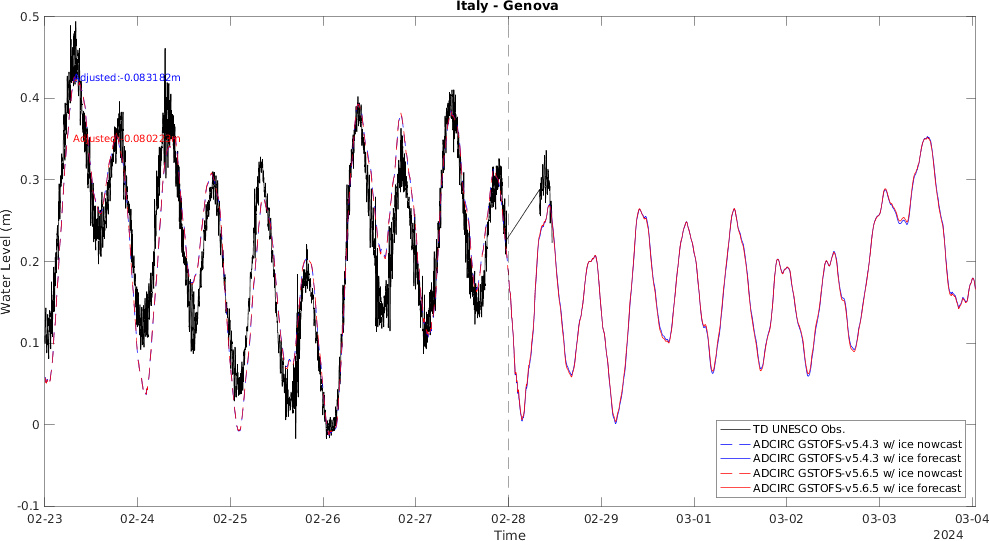 Italy - Genova
0.5
0.4
0.3
0.2
0.1
0
-0.1
Water Level (m)
Adjusted:-0.083182m
TD UNESCO Obs.
ADCIRC GSTOFS-v5.4.3 w/ ice nowcast
ADCIRC GSTOFS-v5.4.3 w/ ice forecast
ADCIRC GSTOFS-v5.6.5 w/ ice nowcast
ADCIRC GSTOFS-v5.6.5 w/ ice forecast
02-23 02-24 02-25 02-26 02-27 02-28 02-29 03-01 03-02 03-03 03-04
Time
2024